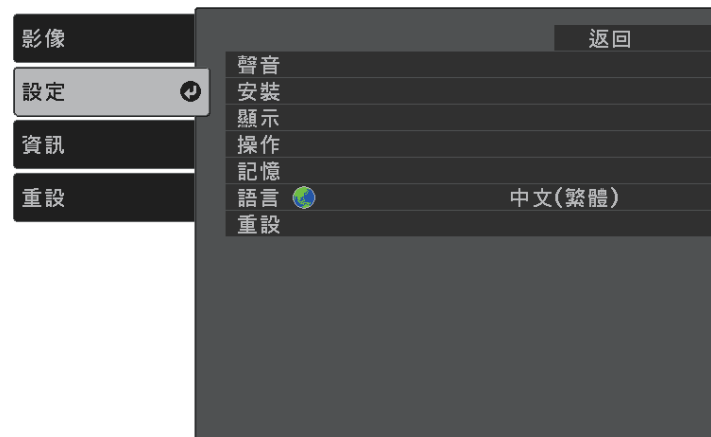 影像
設定
資訊
重設
返回
聲音
安裝
顯示
操作
記憶
語言 中文(繁體)
重設